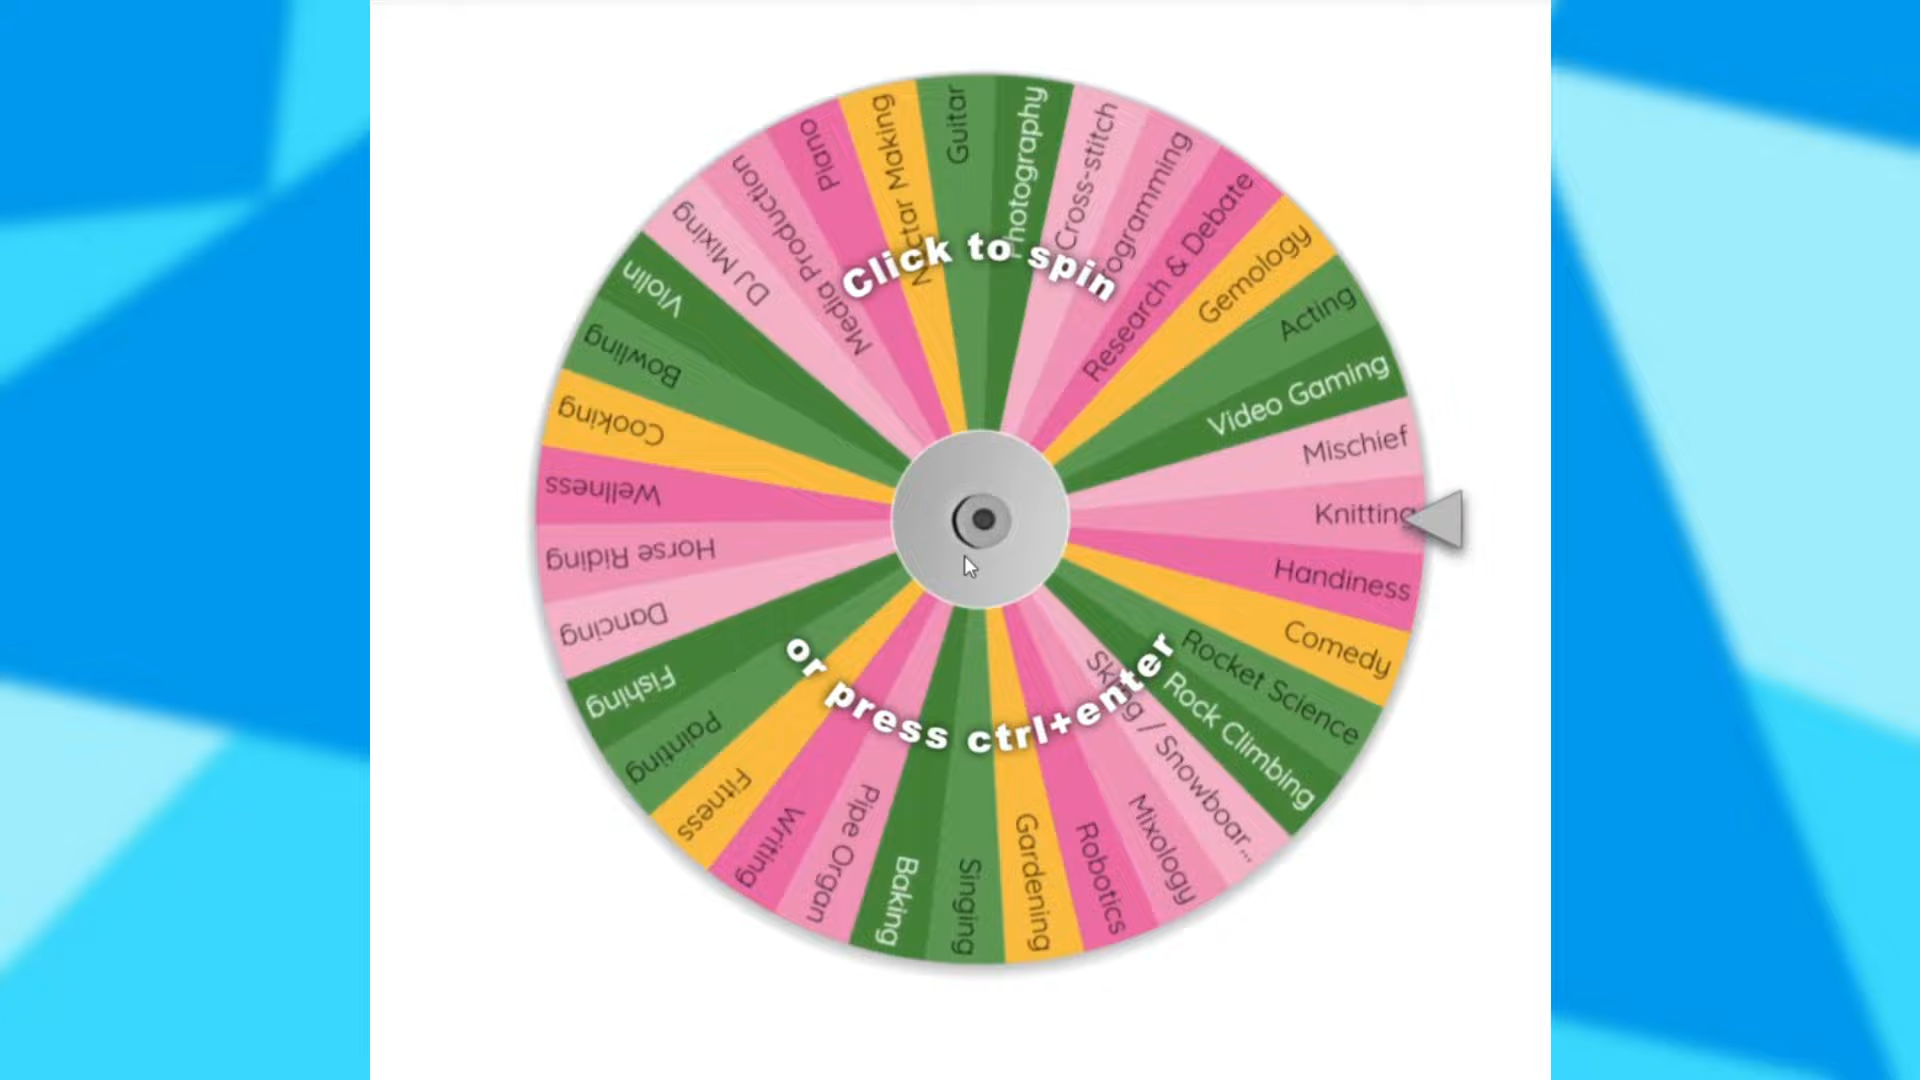 Guitar
Photography
Cross-stitch
Programming
Research & Debate
Gemology
Acting
Video Gaming
Mischief
Knitting
Handiness
Comedy
Rocket Science
Rock Climbing
Skiing / Snowboar...
Mixology
Robotics
Gardening
Singing
Baking
Pipe Organ
Writing
Fitness
Painting
Fishing
Dancing
Horse Riding
Wellness
Cooking
Bowling
Violin
DJ Mixing
Media Production
Piano
Nectar Making
Click to spin
or press ctrl+enter